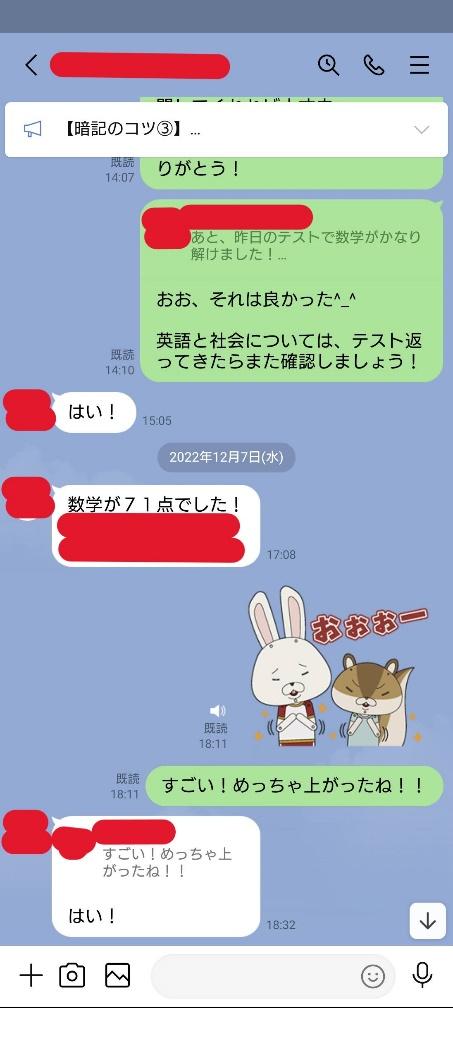 【暗記のコツ③】...
りがとう！
既読
14:07
あと、昨日のテストで数学がかなり
解けました！...
おお、それは良かった^_^
英語と社会については、テスト返
ってきたらまた確認しましょう！
既読
14:10
はい！
15:05
2022年12月7日(水)
数学が７１点でした！
17:08
おぉぉー
既読
18:11
すごい！めっちゃ上がったね！！
既読
18:11
すごい！めっちゃ上
がったね！！
はい！
18:32